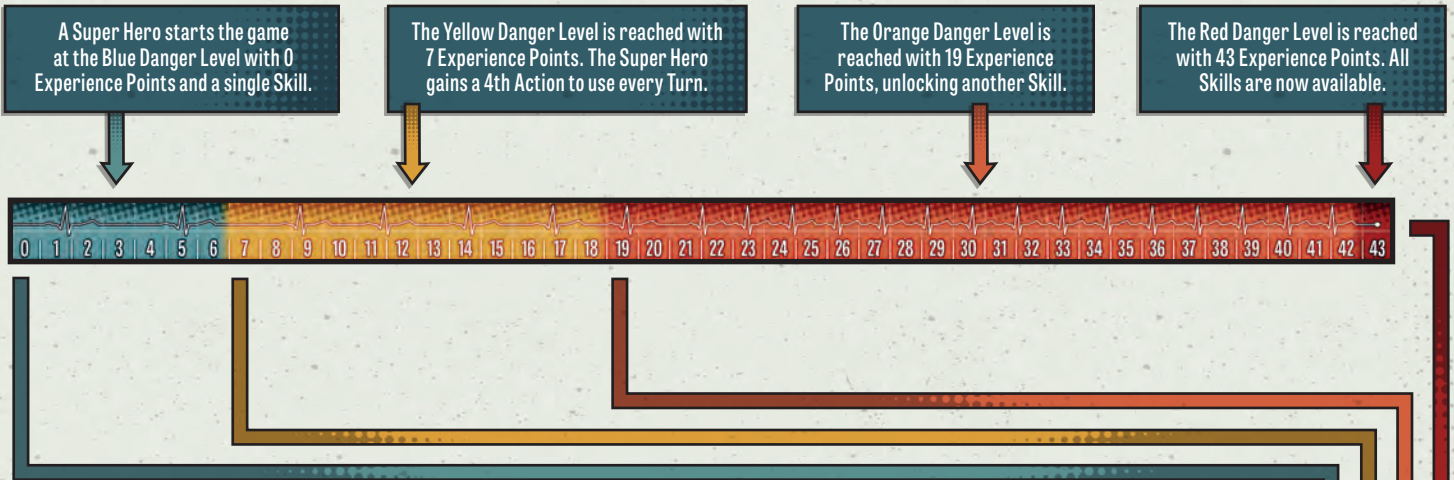 A Super Hero starts the game
at the Blue Danger Level with 0
Experience Points and a single Skill.
The Yellow Danger Level is reached with
7 Experience Points. The Super Hero
gains a 4th Action to use every Turn.
The Orange Danger Level is
reached with 19 Experience
Points, unlocking another Skill.
The Red Danger Level is reached
with 43 Experience Points. All
Skills are now available.
0 1 2 3 4 5 6 7 8 9 10 11 12 13 14 15 16 17 18 19 20 21 22 23 24 25 26 27 28 29 30 31 32 33 34 35 36 37 38 39 40 41 42 43